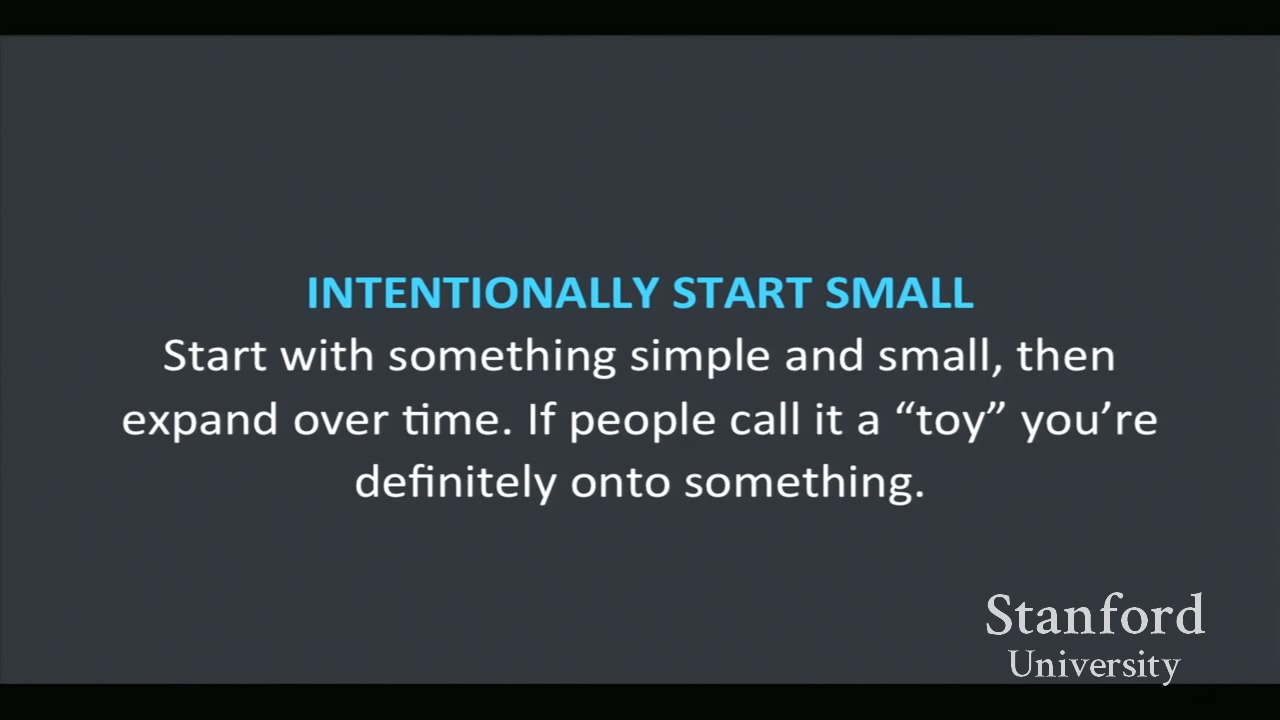 INTENTIONALLY START SMALL
Start with something simple and small, then
expand over time. If people call it a “toy” you’re
definitely onto something.
Stanford
University